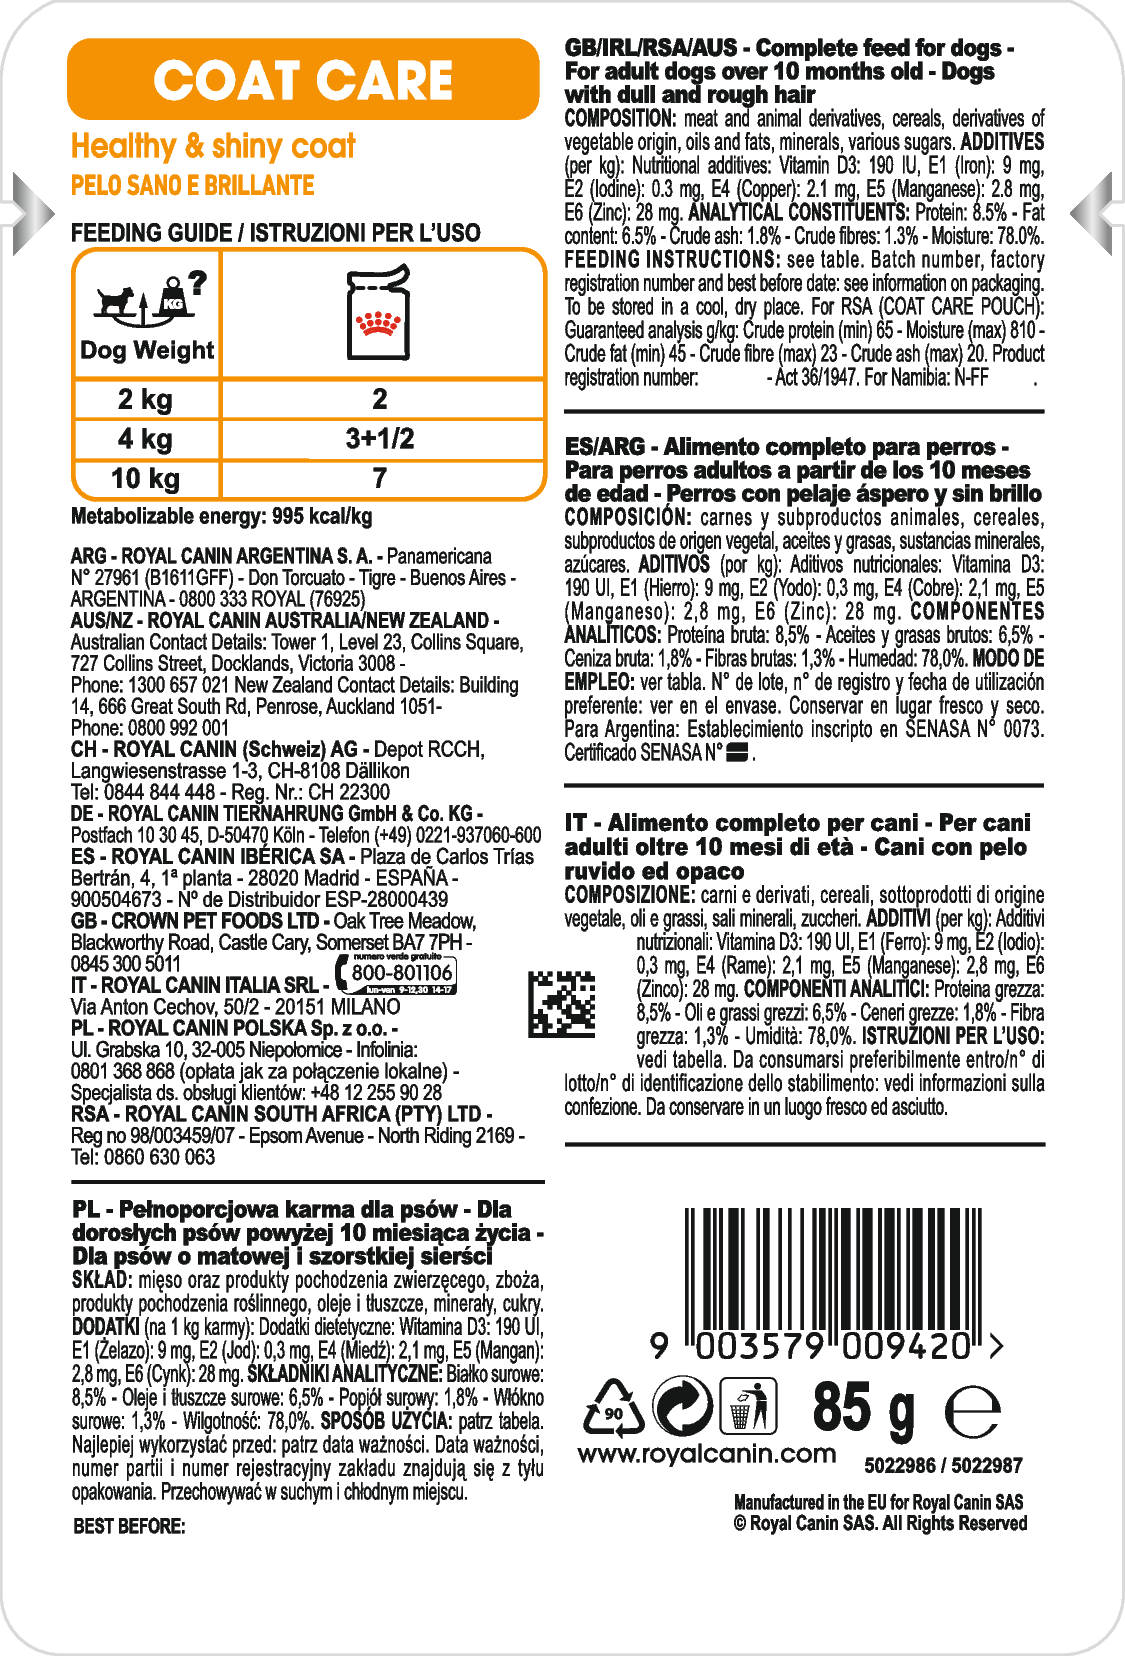 COAT CARE
Healthy & shiny coat
PELO SANO E BRILLANTE
FEEDING GUIDE / ISTRUZIONI PER L'USO
?
KG
Dog Weight
2 kg 2
4 kg 3+1/2
10 kg 7
Metabolizable energy: 995 kcal/kg
ARG - ROYAL CANIN ARGENTINA S. A. - Panamericana
N° 27961 (B1611GFF) - Don Torcuato - Tigre - Buenos Aires -
ARGENTINA - 0800 333 ROYAL (76925)
AUS/NZ - ROYAL CANIN AUSTRALIA/NEW ZEALAND -
Australian Contact Details: Tower 1, Level 23, Collins Square,
727 Collins Street, Docklands, Victoria 3008 -
Phone: 1300 657 021 New Zealand Contact Details: Building
14, 666 Great South Rd, Penrose, Auckland 1051-
Phone: 0800 992 001
CH - ROYAL CANIN (Schweiz) AG - Depot RCCH,
Langwiesenstrasse 1-3, CH-8108 Dällikon
Tel: 0844 844 448 - Reg. Nr.: CH 22300
DE - ROYAL CANIN TIERNAHRUNG GmbH & Co. KG -
Postfach 10 30 45, D-50470 Köln - Telefon (+49) 0221-937060-600
ES - ROYAL CANIN IBÉRICA SA - Plaza de Carlos Trías
Bertrán, 4, 1ª planta - 28020 Madrid - ESPAÑA -
900504673 - Nº de Distribuidor ESP-28000439
GB - CROWN PET FOODS LTD - Oak Tree Meadow,
Blackworthy Road, Castle Cary, Somerset BA7 7PH -
0845 300 5011
IT - ROYAL CANIN ITALIA SRL -
numero verde gratuito
800-801106
lun-ven 9-12,30 14-17
Via Anton Cechov, 50/2 - 20151 MILANO
PL - ROYAL CANIN POLSKA Sp. z o.o. -
Ul. Grabska 10, 32-005 Niepołomice - Infolinia:
0801 368 868 (opłata jak za połączenie lokalne) -
Specjalista ds. obsługi klientów: +48 12 255 90 28
RSA - ROYAL CANIN SOUTH AFRICA (PTY) LTD -
Reg no 98/003459/07 - Epsom Avenue - North Riding 2169 -
Tel: 0860 630 063
PL - Pełnoporcjowa karma dla psów - Dla
dorosłych psów powyżej 10 miesiąca życia -
Dla psów o matowej i szorstkiej sierści
SKŁAD: mięso oraz produkty pochodzenia zwierzęcego, zboża,
produkty pochodzenia roślinnego, oleje i tłuszcze, minerały, cukry.
DODATKI (na 1 kg karmy): Dodatki dietetyczne: Witamina D3: 190 UI,
E1 (Żelazo): 9 mg, E2 (Jod): 0,3 mg, E4 (Miedź): 2,1 mg, E5 (Mangan):
2,8 mg, E6 (Cynk): 28 mg. SKŁADNIKI ANALITYCZNE: Białko surowe:
8,5% - Oleje i tłuszcze surowe: 6,5% - Popiół surowy: 1,8% - Włókno
surowe: 1,3% - Wilgotność: 78,0%. SPOSÓB UŻYCIA: patrz tabela.
Najlepiej wykorzystać przed: patrz data ważności. Data ważności,
numer partii i numer rejestracyjny zakładu znajdują się z tyłu
opakowania. Przechowywać w suchym i chłodnym miejscu.
BEST BEFORE:
GB/IRL/RSA/AUS - Complete feed for dogs -
For adult dogs over 10 months old - Dogs
with dull and rough hair
COMPOSITION: meat and animal derivatives, cereals, derivatives of
vegetable origin, oils and fats, minerals, various sugars. ADDITIVES
(per kg): Nutritional additives: Vitamin D3: 190 IU, E1 (Iron): 9 mg,
E2 (Iodine): 0.3 mg, E4 (Copper): 2.1 mg, E5 (Manganese): 2.8 mg,
E6 (Zinc): 28 mg. ANALYTICAL CONSTITUENTS: Protein: 8.5% - Fat
content: 6.5% - Crude ash: 1.8% - Crude fibres: 1.3% - Moisture: 78.0%.
FEEDING INSTRUCTIONS: see table. Batch number, factory
registration number and best before date: see information on packaging.
To be stored in a cool, dry place. For RSA (COAT CARE POUCH):
Guaranteed analysis g/kg: Crude protein (min) 65 - Moisture (max) 810 -
Crude fat (min) 45 - Crude fibre (max) 23 - Crude ash (max) 20. Product
registration number: - Act 36/1947. For Namibia: N-FF .
ES/ARG - Alimento completo para perros -
Para perros adultos a partir de los 10 meses
de edad - Perros con pelaje áspero y sin brillo
COMPOSICIÓN: carnes y subproductos animales, cereales,
subproductos de origen vegetal, aceites y grasas, sustancias minerales,
azúcares. ADITIVOS (por kg): Aditivos nutricionales: Vitamina D3:
190 UI, E1 (Hierro): 9 mg, E2 (Yodo): 0,3 mg, E4 (Cobre): 2,1 mg, E5
(Manganeso): 2,8 mg, E6 (Zinc): 28 mg. COMPONENTES
ANALÍTICOS: Proteína bruta: 8,5% - Aceites y grasas brutos: 6,5% -
Ceniza bruta: 1,8% - Fibras brutas: 1,3% - Humedad: 78,0%. MODO DE
EMPLEO: ver tabla. N° de lote, n° de registro y fecha de utilización
preferente: ver en el envase. Conservar en lugar fresco y seco.
Para Argentina: Establecimiento inscripto en SENASA N° 0073.
Certificado SENASA N° .
IT - Alimento completo per cani - Per cani
adulti oltre 10 mesi di età - Cani con pelo
ruvido ed opaco
COMPOSIZIONE: carni e derivati, cereali, sottoprodotti di origine
vegetale, oli e grassi, sali minerali, zuccheri. ADDITIVI (per kg): Additivi
nutrizionali: Vitamina D3: 190 UI, E1 (Ferro): 9 mg, E2 (Iodio):
0,3 mg, E4 (Rame): 2,1 mg, E5 (Manganese): 2,8 mg, E6
(Zinco): 28 mg. COMPONENTI ANALITICI: Proteina grezza:
8,5% - Oli e grassi grezzi: 6,5% - Ceneri grezze: 1,8% - Fibra
grezza: 1,3% - Umidità: 78,0%. ISTRUZIONI PER L'USO:
vedi tabella. Da consumarsi preferibilmente entro/n° di
lotto/n° di identificazione dello stabilimento: vedi informazioni sulla
confezione. Da conservare in un luogo fresco ed asciutto.
9 003579 009420 >
90
85 g e
www.royalcanin.com
5022986 / 5022987
Manufactured in the EU for Royal Canin SAS
© Royal Canin SAS. All Rights Reserved